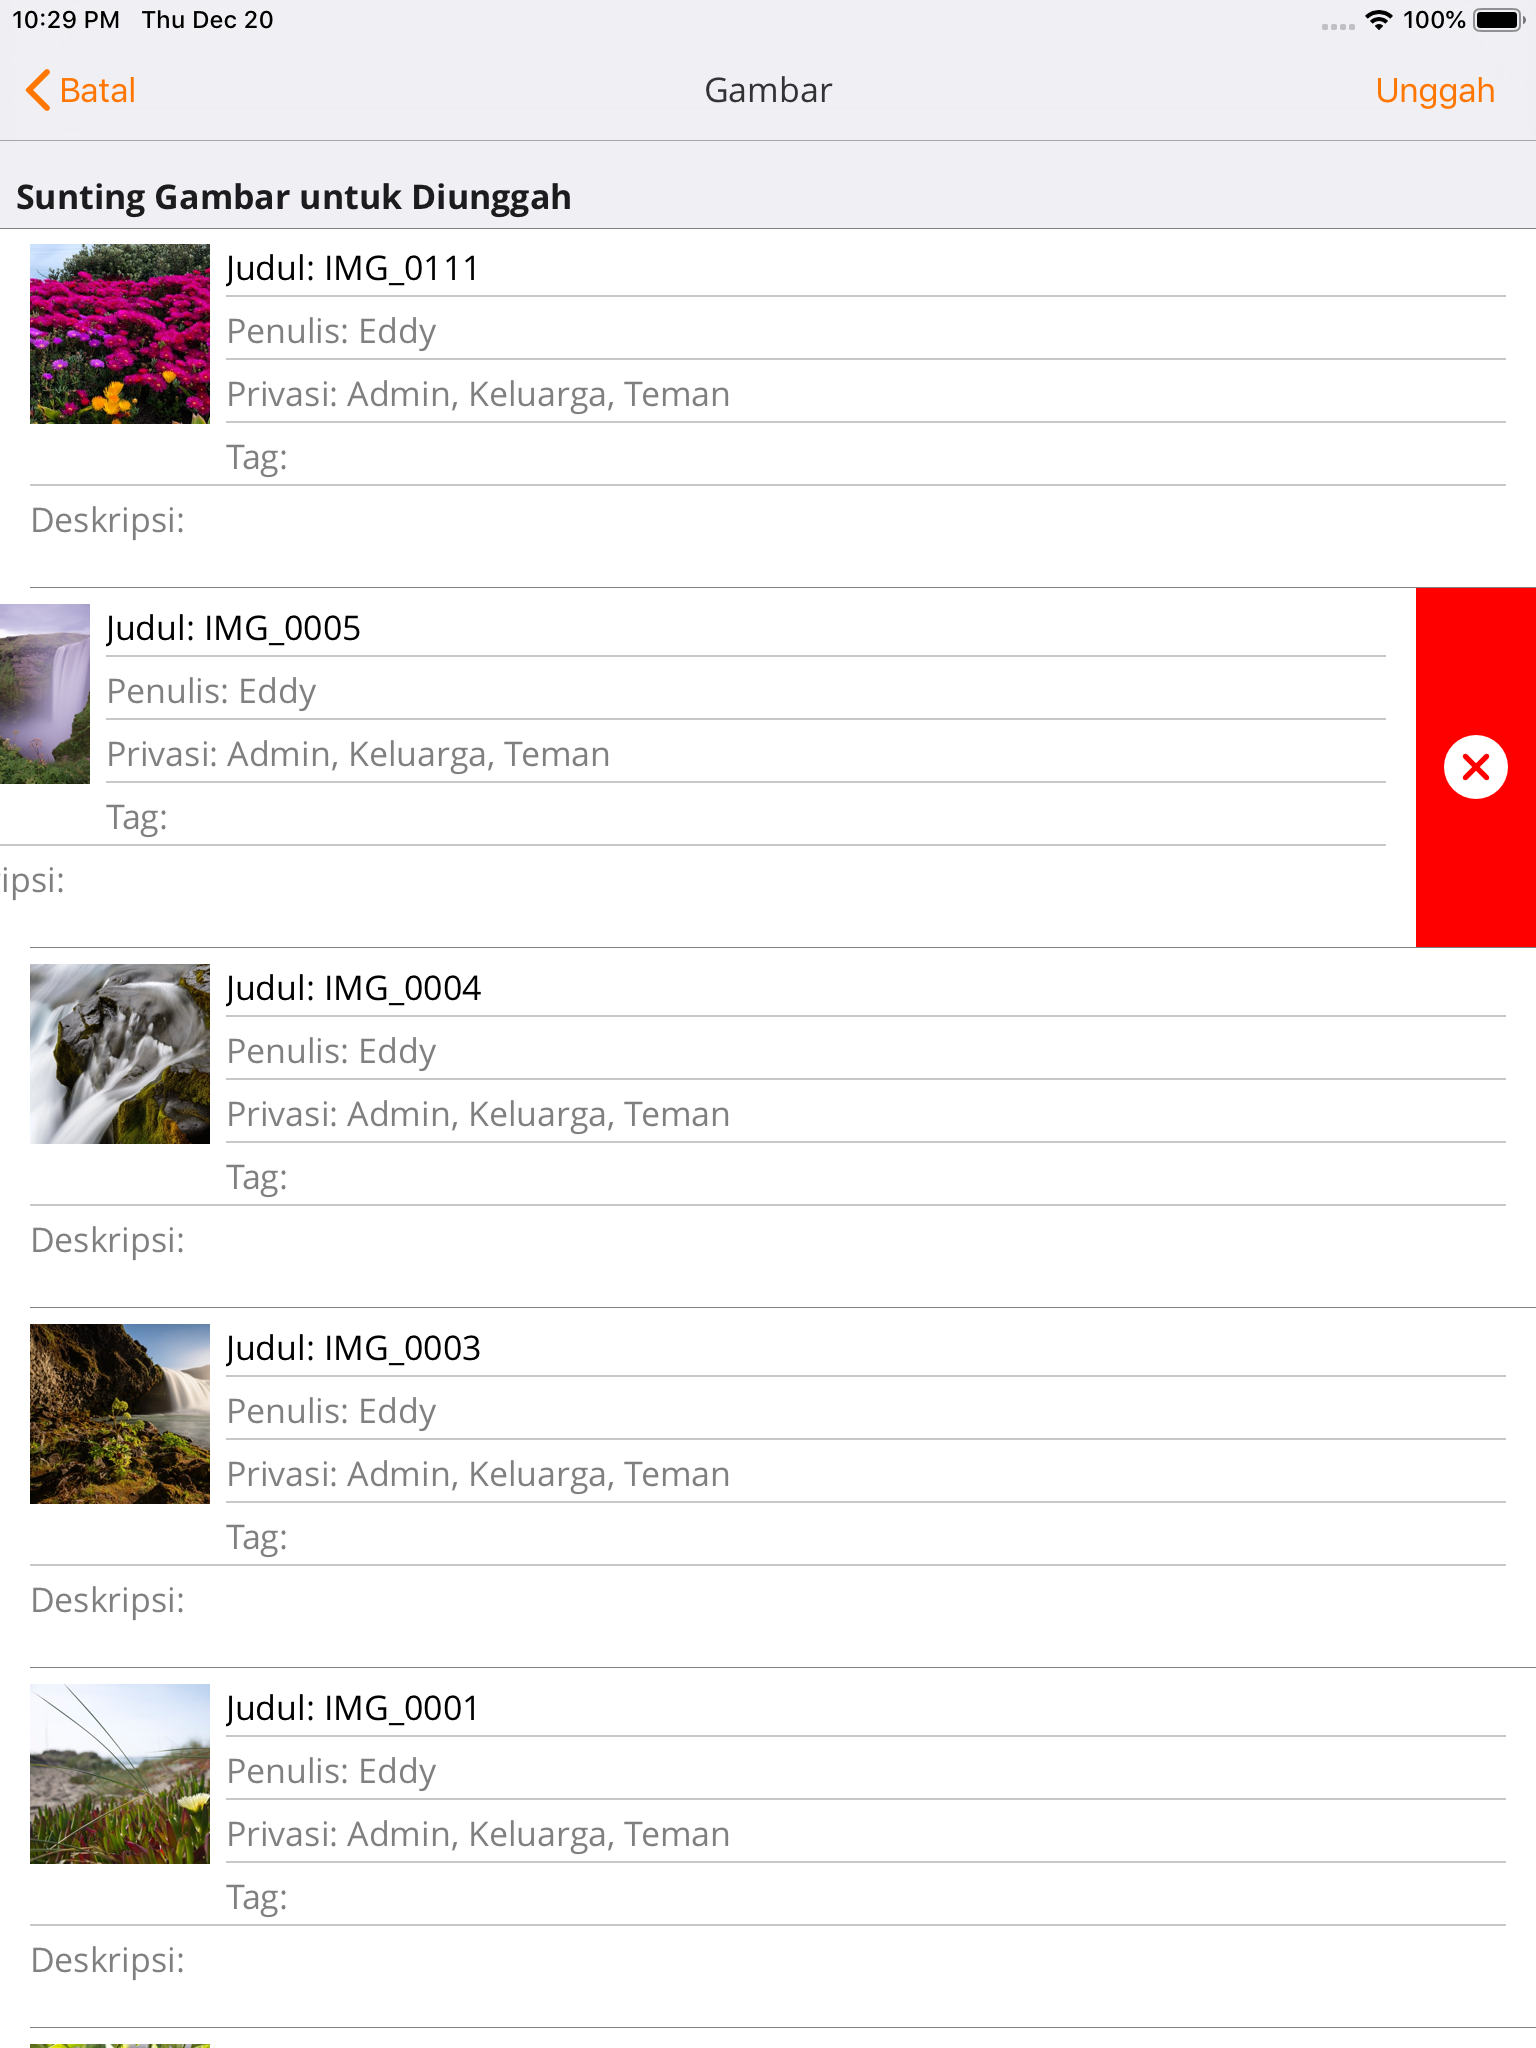 10:29 PM Thu Dec 20 100%
Batal Gambar Unggah
Sunting Gambar untuk Diunggah
Judul: IMG_0111
Penulis: Eddy
Privasi: Admin, Keluarga, Teman
Tag:
Deskripsi:
Judul: IMG_0005
Penulis: Eddy
Privasi: Admin, Keluarga, Teman
Tag:
ipsi:
Judul: IMG_0004
Penulis: Eddy
Privasi: Admin, Keluarga, Teman
Tag:
Deskripsi:
Judul: IMG_0003
Penulis: Eddy
Privasi: Admin, Keluarga, Teman
Tag:
Deskripsi:
Judul: IMG_0001
Penulis: Eddy
Privasi: Admin, Keluarga, Teman
Tag:
Deskripsi: